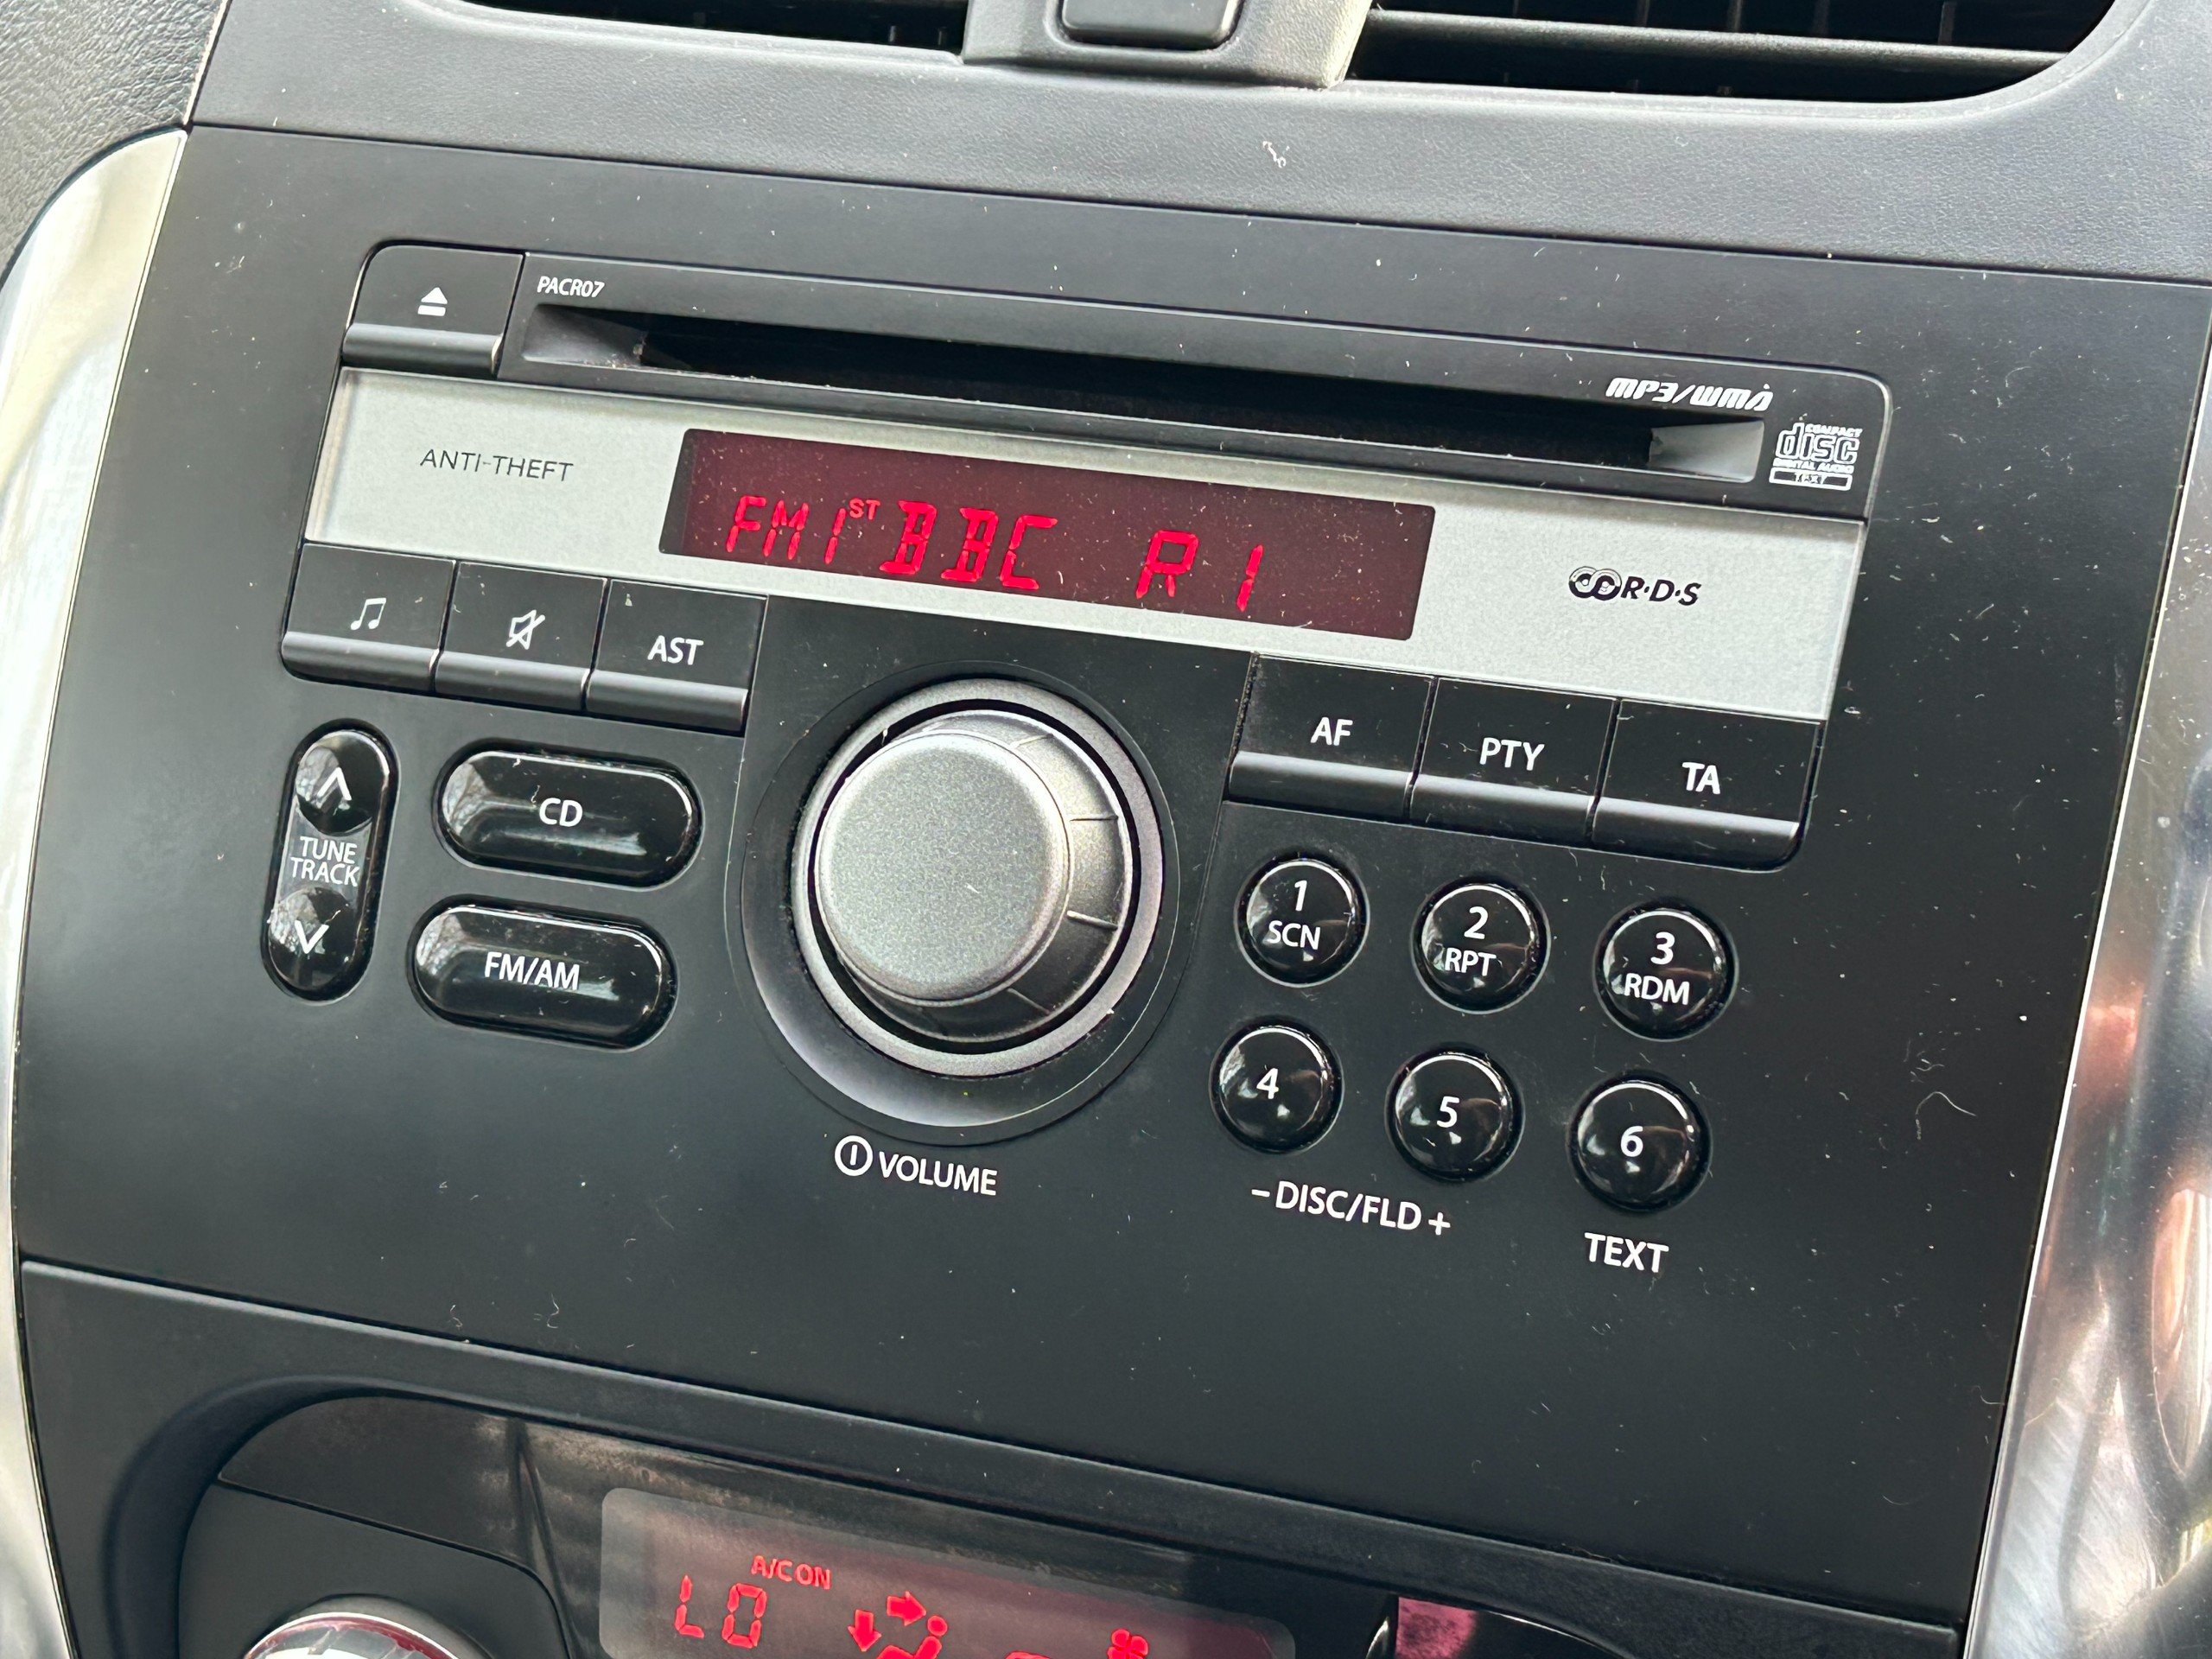 PACR07
MP3/WMA
COMPACT
disc
DIGITAL AUDIO
TEXT
ANTI-THEFT
FM1 ST BBC R1
R·D·S
AST
AF
PTY
TA
TUNE
TRACK
CD
FM/AM
1
SCN
2
RPT
3
RDM
4
5
6
VOLUME
– DISC/FLD +
TEXT
A/C ON
LO